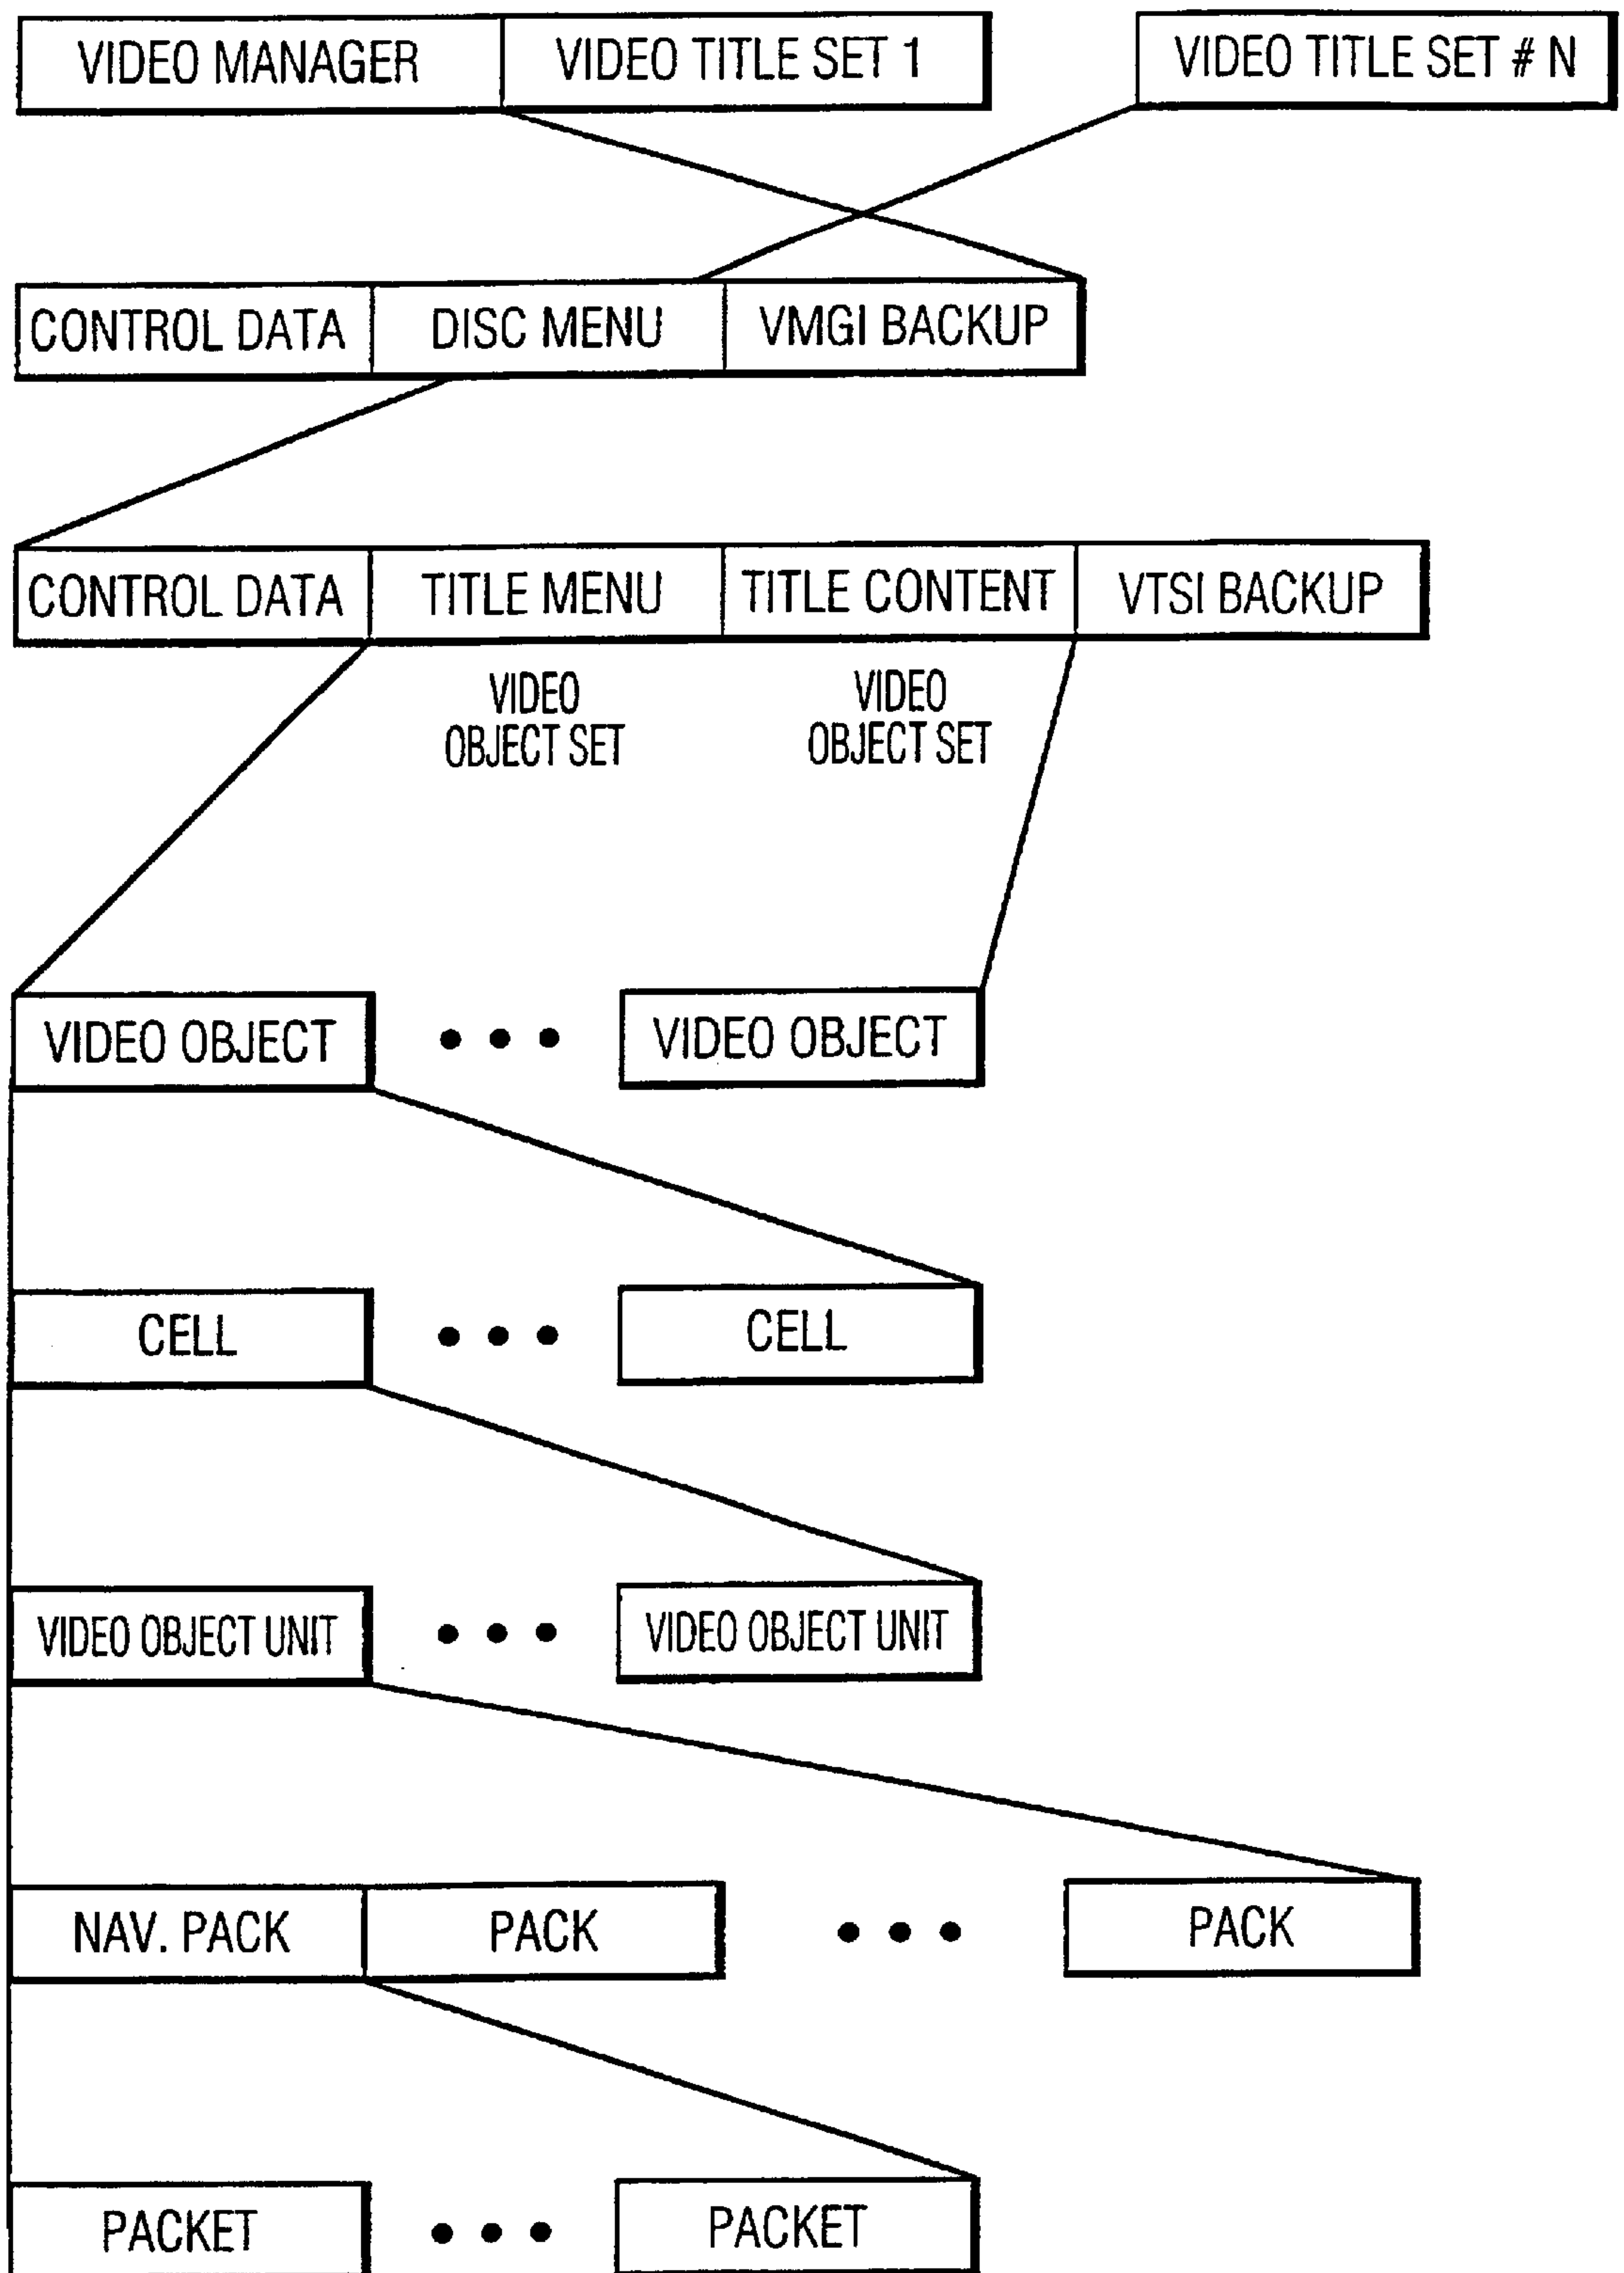 VIDEO MANAGER VIDEO TITLE SET 1 VIDEO TITLE SET # N
CONTROL DATA DISC MENU VMGI BACKUP
CONTROL DATA TITLE MENU TITLE CONTENT VTSI BACKUP
VIDEO OBJECT SET VIDEO OBJECT SET
VIDEO OBJECT • • • VIDEO OBJECT
CELL • • • CELL
VIDEO OBJECT UNIT • • • VIDEO OBJECT UNIT
NAV. PACK PACK • • • PACK
PACKET • • • PACKET